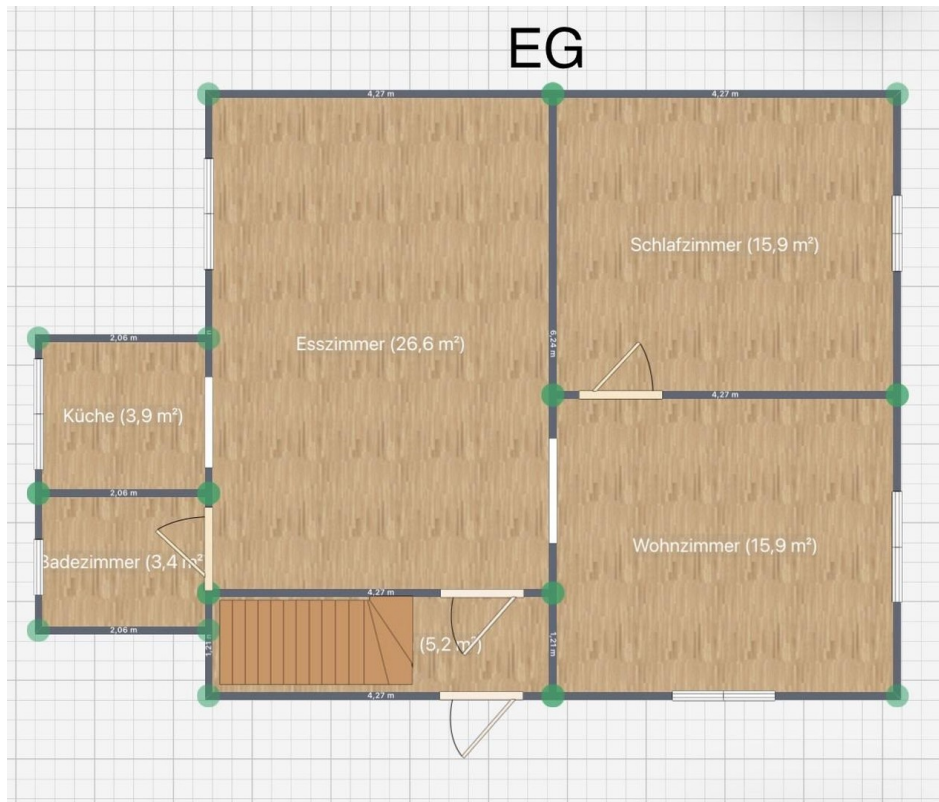 EG
4,27 m
4,27 m
Schlafzimmer (15,9 m²)
2,06 m
Esszimmer (26,6 m²)
6,24 m
4,27 m
Küche (3,9 m²)
2,06 m
Badezimmer (3,4 m²
Wohnzimmer (15,9 m²)
4,27 m
2,06 m
1,21 m
(5,2 m²)
1,21 m
4,27 m